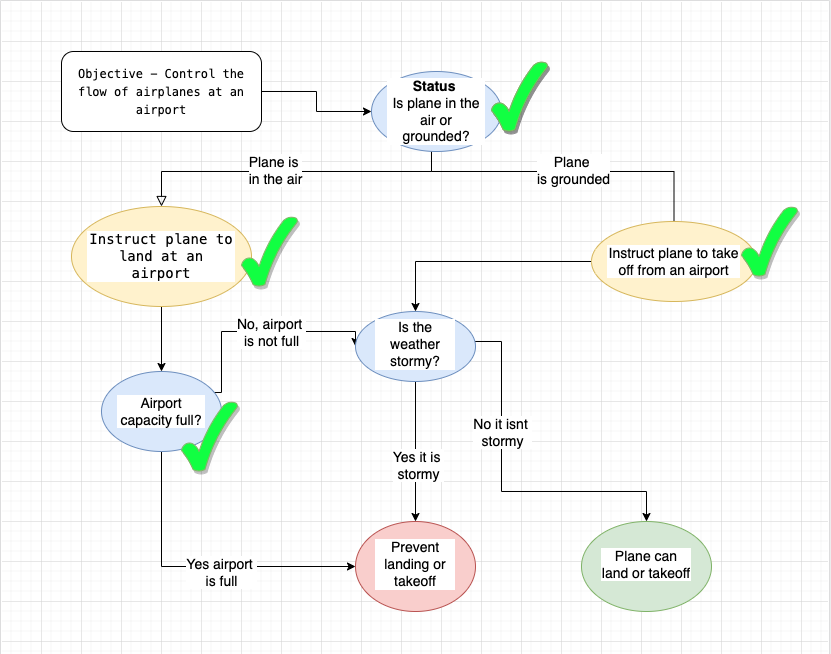 Objective – Control the
flow of airplanes at an
airport
Status
Is plane in the
air or
grounded?
Plane is
in the air
Plane
is grounded
Instruct plane to
land at an
airport
Instruct plane to take
off from an airport
No, airport
is not full
Is the
weather
stormy?
Airport
capacity full?
No it isnt
stormy
Yes it is
stormy
Yes airport
is full
Prevent
landing or
takeoff
Plane can
land or takeoff